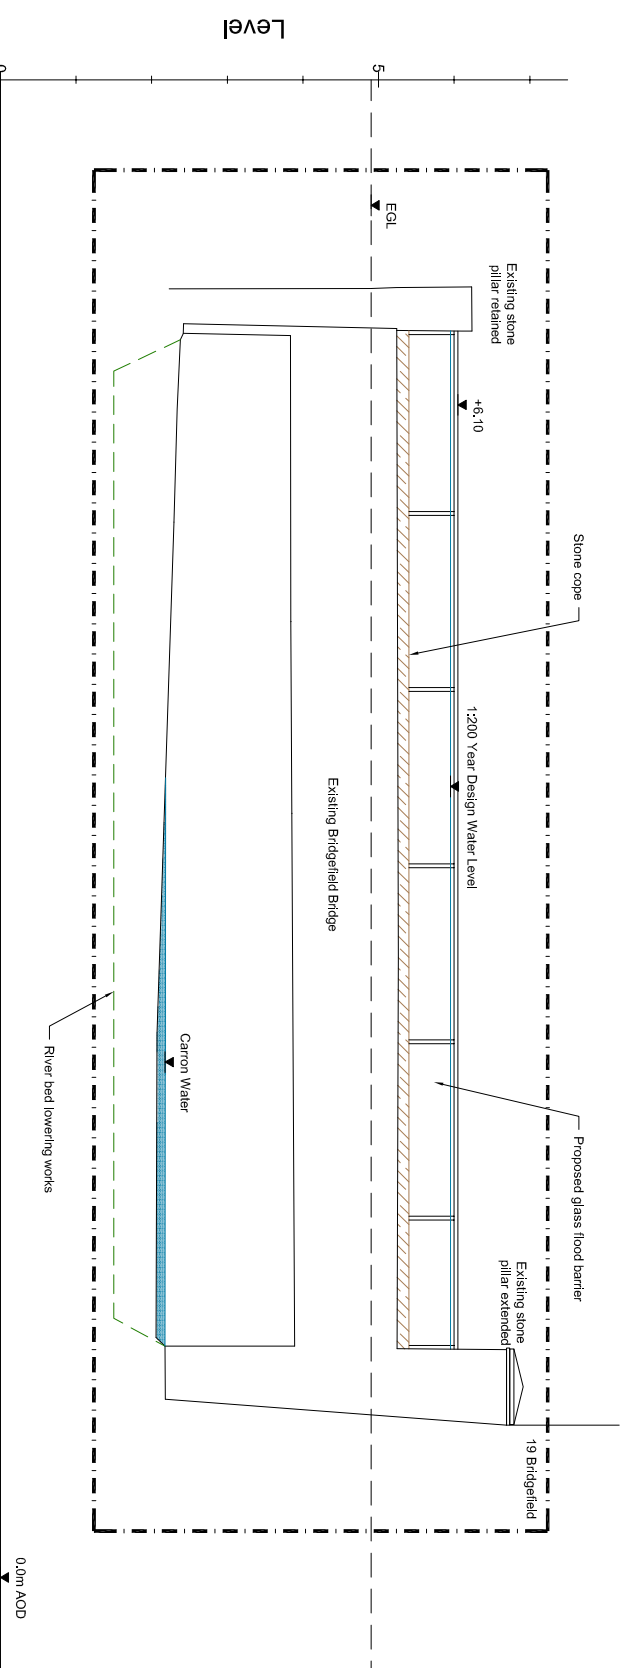 Level
0
5
EGL
Existing stone
pillar retained
+6.10
Stone cope
1:200 Year Design Water Level
Existing Bridgefield Bridge
Carron Water
River bed lowering works
Proposed glass flood barrier
Existing stone
pillar extended
19 Bridgefield
0.0m AOD